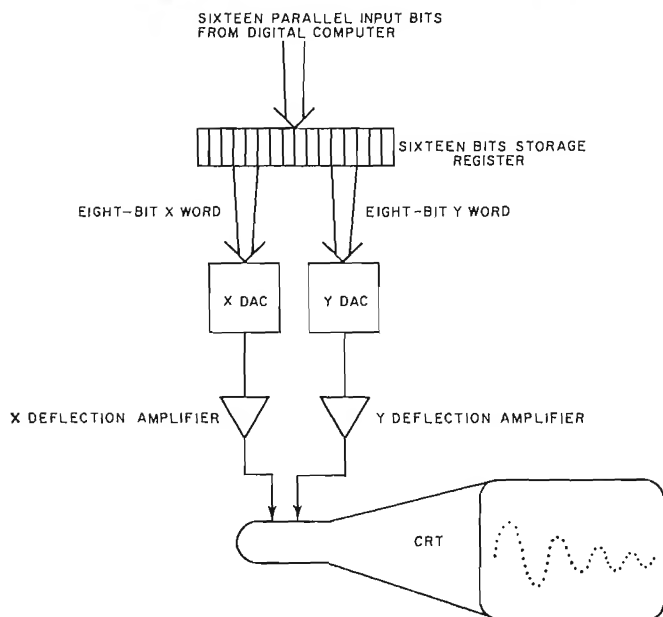 SIXTEEN PARALLEL INPUT BITS
FROM DIGITAL COMPUTER
SIXTEEN BITS STORAGE
REGISTER
EIGHT-BIT X WORD
EIGHT-BIT Y WORD
X DAC
Y DAC
X DEFLECTION AMPLIFIER
Y DEFLECTION AMPLIFIER
CRT